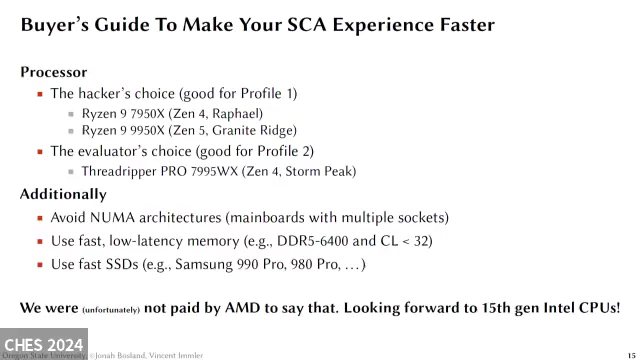 Buyer's Guide To Make Your SCA Experience Faster
Processor
The hacker's choice (good for Profile 1)
Ryzen 9 7950X (Zen 4, Raphael)
Ryzen 9 9950X (Zen 5, Granite Ridge)
The evaluator's choice (good for Profile 2)
Threadripper PRO 7995WX (Zen 4, Storm Peak)
Additionally
Avoid NUMA architectures (mainboards with multiple sockets)
Use fast, low-latency memory (e.g., DDR5-6400 and CL < 32)
Use fast SSDs (e.g., Samsung 990 Pro, 980 Pro, ...)
We were (unfortunately) not paid by AMD to say that. Looking forward to 15th gen Intel CPUs!
CHES 2024
Oregon State University, ©Jonah Bosland, Vincent Immler
15